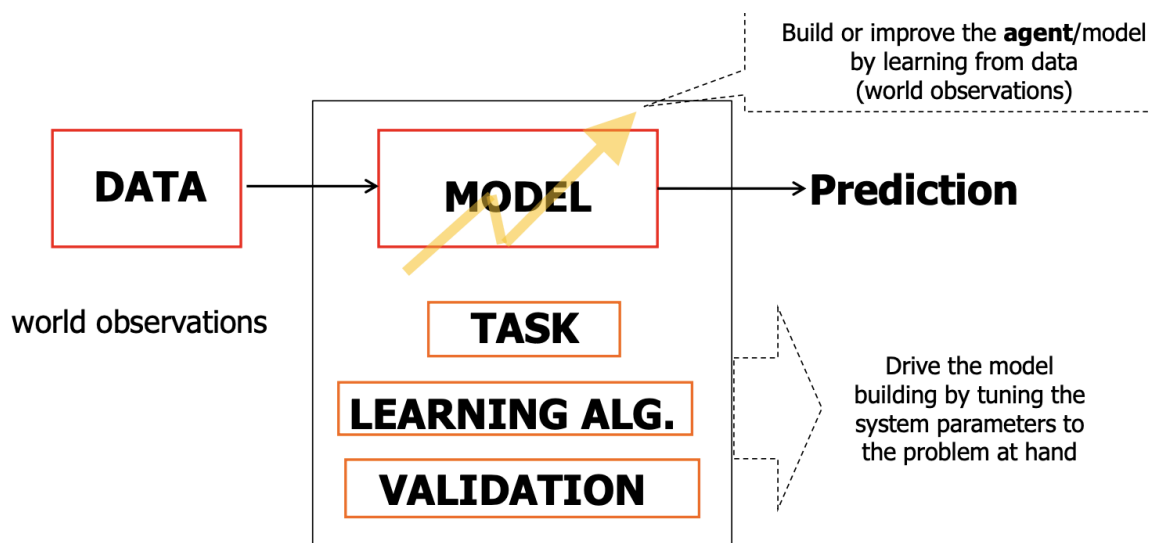 Build or improve the agent/model
by learning from data
(world observations)
DATA
MODEL
Prediction
world observations
TASK
LEARNING ALG.
VALIDATION
Drive the model
building by tuning the
system parameters to
the problem at hand